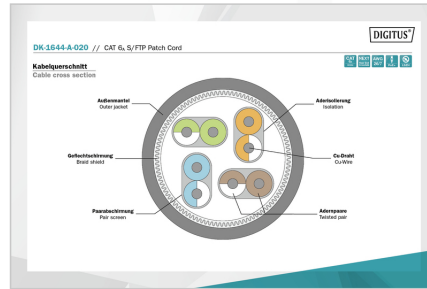 DIGITUS®
DK-1644-A-020 // CAT 6A S/FTP Patch Cord
Kabelquerschnitt
Cable cross section
Außenmantel
Outer jacket
Aderisolierung
Isolation
Geflechtschirmung
Braid shield
Cu-Draht
Cu-Wire
Paarabschirmung
Pair screen
Adernpaare
Twisted pair